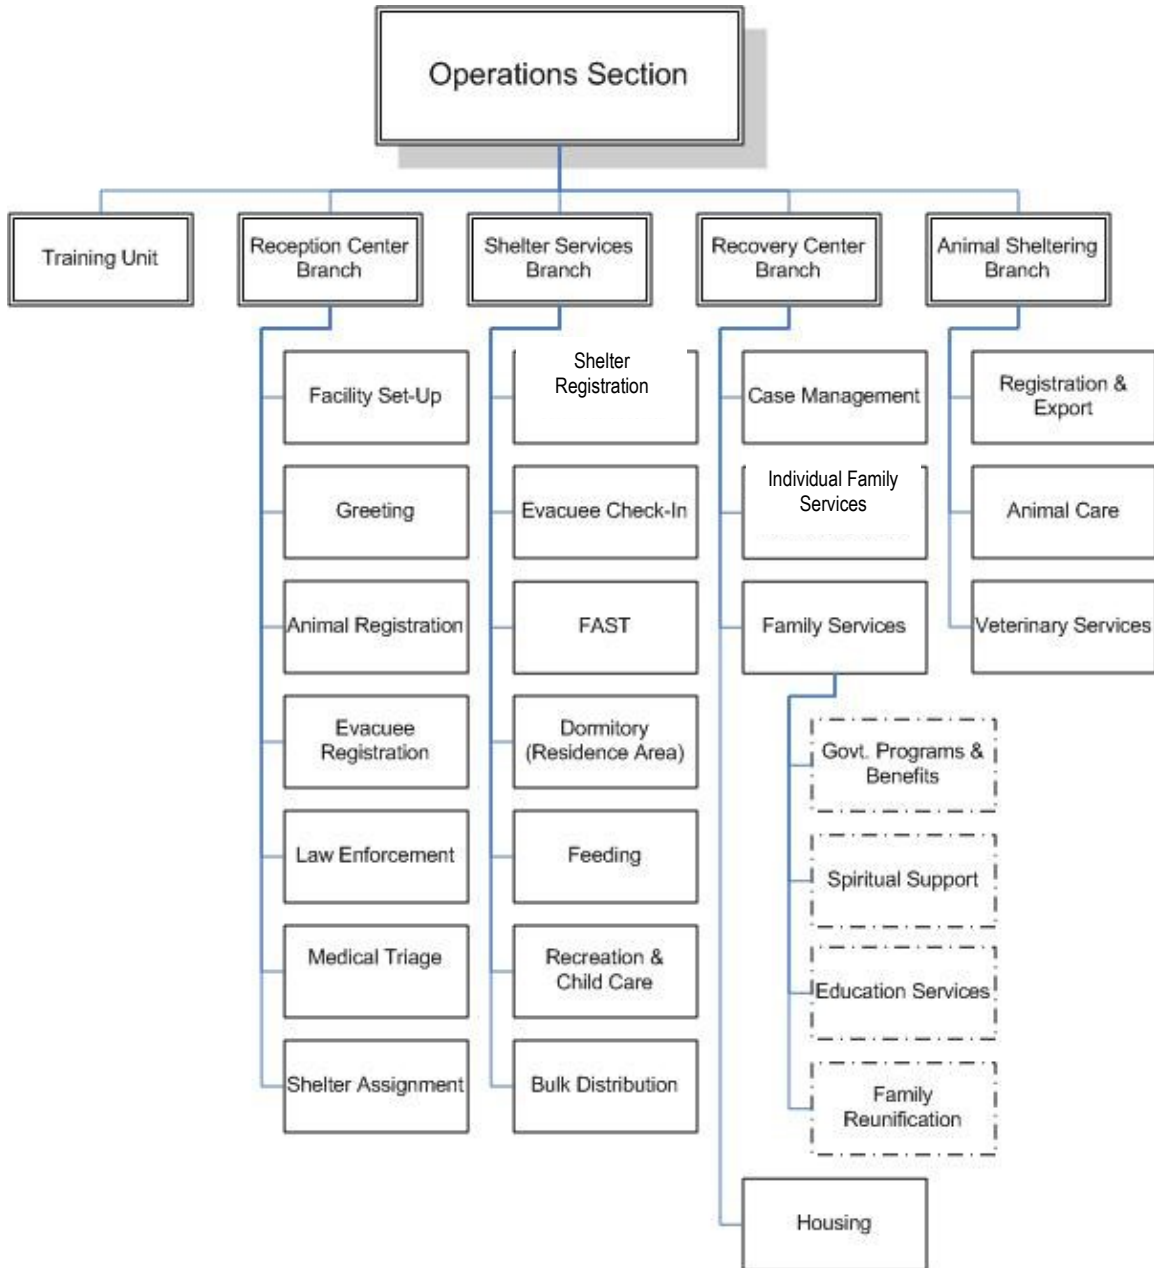 Operations Section
Training Unit
Reception Center
Branch
Shelter Services
Branch
Recovery Center
Branch
Animal Sheltering
Branch
Facility Set-Up
Greeting
Animal Registration
Evacuee
Registration
Law Enforcement
Medical Triage
Shelter Assignment
Shelter
Registration
Evacuee Check-In
FAST
Dormitory
(Residence Area)
Feeding
Recreation &
Child Care
Bulk Distribution
Case Management
Individual Family
Services
Family Services
Govt. Programs &
Benefits
Spiritual Support
Education Services
Family
Reunification
Housing
Registration &
Export
Animal Care
Veterinary Services